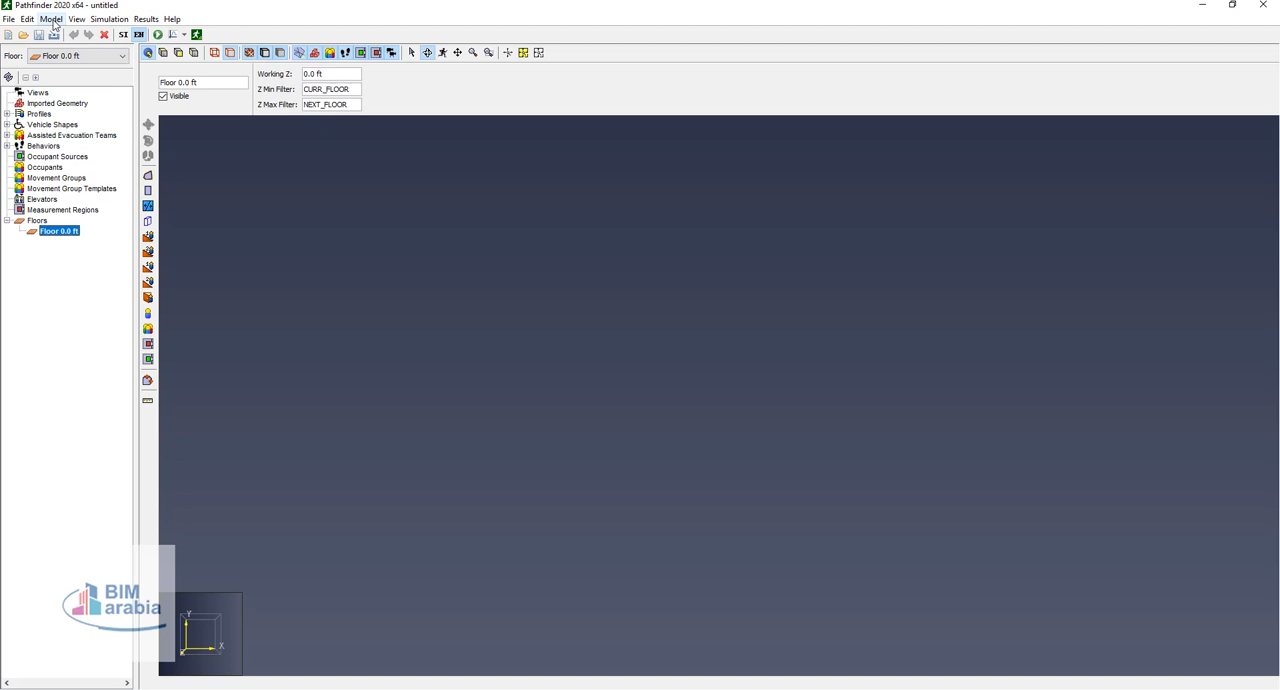 Pathfinder 2020 x64 - untitled
File Edit Model View Simulation Results Help
SI EN
Floor: Floor 0.0 ft
Floor 0.0 ft
Visible
Working Z: 0.0 ft
Z Min Filter: CURR_FLOOR
Z Max Filter: NEXT_FLOOR
Views
Imported Geometry
Profiles
Vehicle Shapes
Assisted Evacuation Teams
Behaviors
Occupant Sources
Occupants
Movement Groups
Movement Group Templates
Elevators
Measurement Regions
Floors
Floor 0.0 ft
BIM
arabia
Y
X
Z